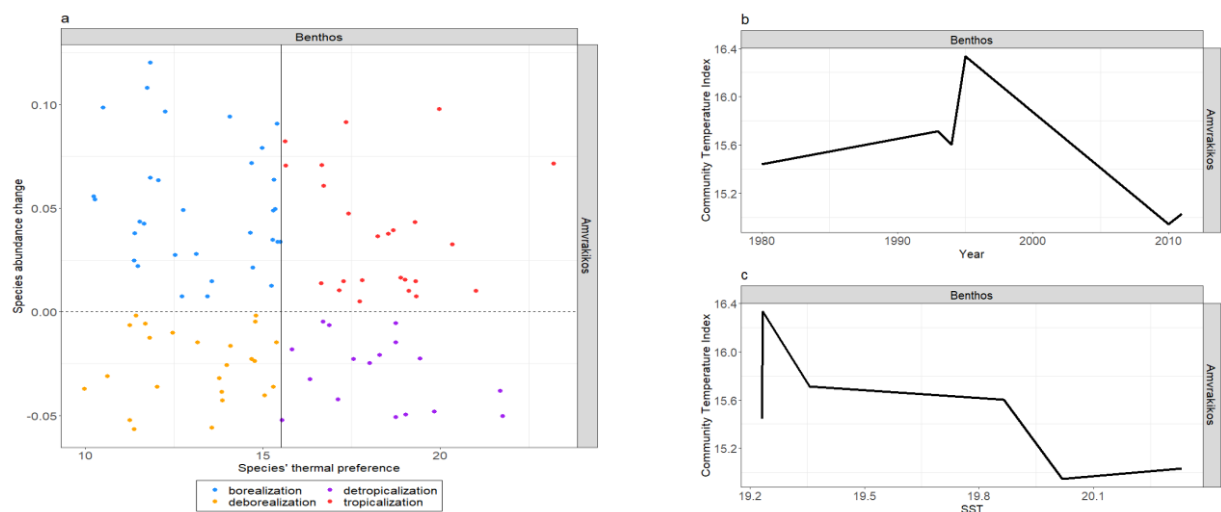 a
Benthos
Species abundance change
0.10
0.05
0.00
-0.05
Amvrakikos
10
15
20
Species' thermal preference
borealization
detropicalization
deborealization
tropicalization
b
Benthos
Community Temperature Index
16.4
16.0
15.6
15.2
Amvrakikos
1980
1990
2000
2010
Year
c
Benthos
Community Temperature Index
16.4
16.0
15.6
15.2
Amvrakikos
19.2
19.5
19.8
20.1
SST